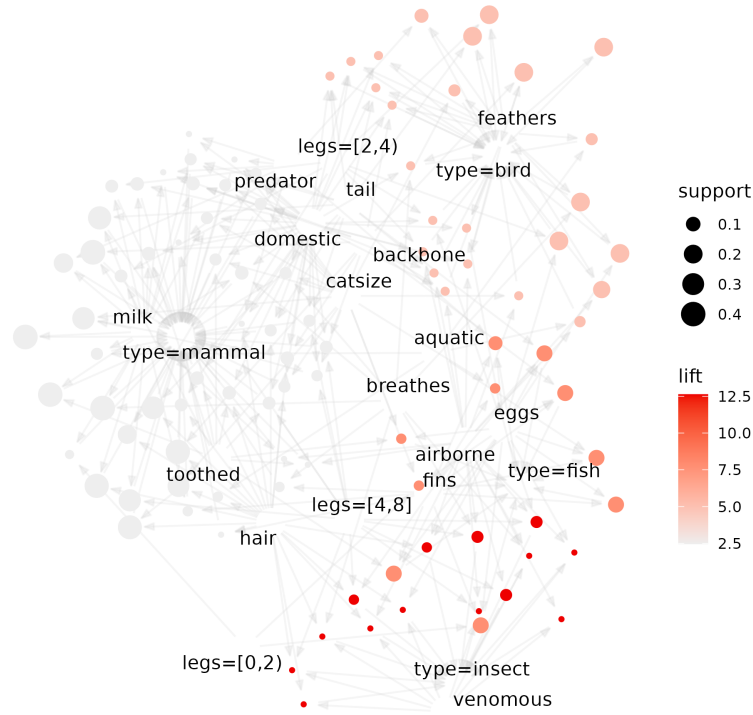 feathers
legs=[2,4)
type=bird
predator
tail
support
0.1
domestic
backbone
0.2
catsize
0.3
milk
0.4
aquatic
type=mammal
lift
breathes
12.5
eggs
10.0
airborne
7.5
toothed
fins
type=fish
legs=[4,8]
5.0
hair
2.5
legs=[0,2)
type=insect
venomous